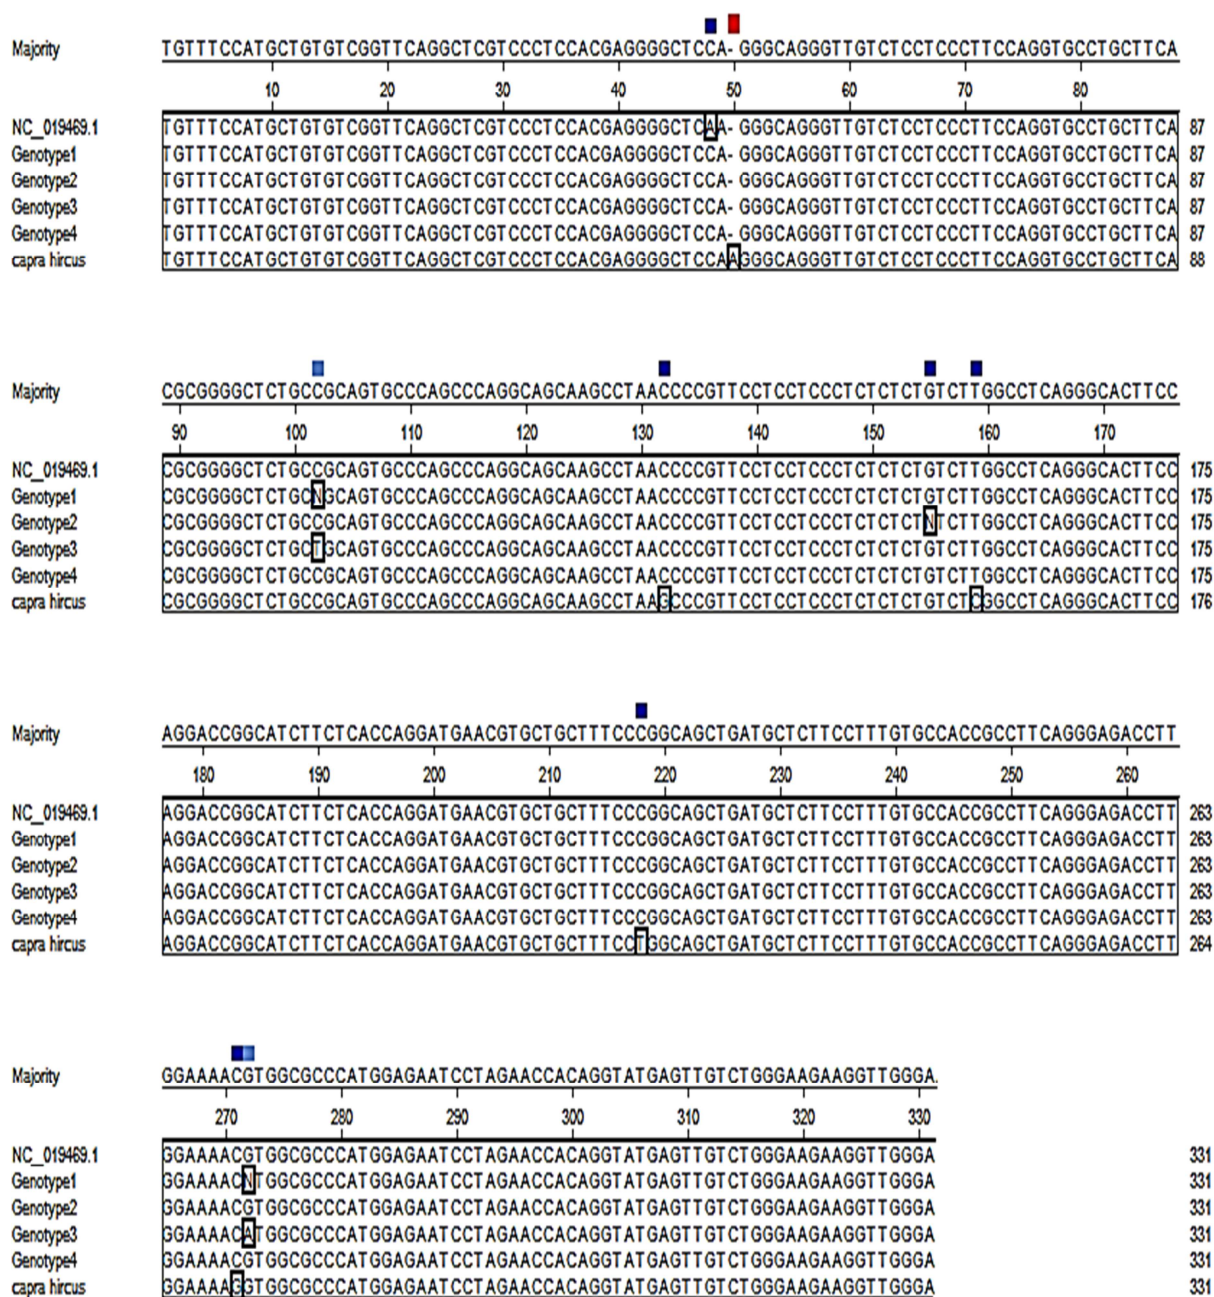 Majority TGTTTCCATGCTGTGTCGGTTCAGGCTCGTCCCTCCACGAGGGGCTCCA-GGGCAGGGTTGTCTCCTCCCTTCCAGGTGCCTGCTTCA
10 20 30 40 50 60 70 80
NC_019469.1 TGTTTCCATGCTGTGTCGGTTCAGGCTCGTCCCTCCACGAGGGGCTCAA-GGGCAGGGTTGTCTCCTCCCTTCCAGGTGCCTGCTTCA 87
Genotype1 TGTTTCCATGCTGTGTCGGTTCAGGCTCGTCCCTCCACGAGGGGCTCCA-GGGCAGGGTTGTCTCCTCCCTTCCAGGTGCCTGCTTCA 87
Genotype2 TGTTTCCATGCTGTGTCGGTTCAGGCTCGTCCCTCCACGAGGGGCTCCA-GGGCAGGGTTGTCTCCTCCCTTCCAGGTGCCTGCTTCA 87
Genotype3 TGTTTCCATGCTGTGTCGGTTCAGGCTCGTCCCTCCACGAGGGGCTCCA-GGGCAGGGTTGTCTCCTCCCTTCCAGGTGCCTGCTTCA 87
Genotype4 TGTTTCCATGCTGTGTCGGTTCAGGCTCGTCCCTCCACGAGGGGCTCCA-GGGCAGGGTTGTCTCCTCCCTTCCAGGTGCCTGCTTCA 87
capra hircus TGTTTCCATGCTGTGTCGGTTCAGGCTCGTCCCTCCACGAGGGGCTCCAAGGGCAGGGTTGTCTCCTCCCTTCCAGGTGCCTGCTTCA 88
Majority CGCGGGGCTCTGCCGCAGTGCCCAGCCCAGGCAGCAAGCCTAACCCCGTTCCTCCTCCCTCTCTCTGTCTTGGCCTCAGGGCACTTCC
90 100 110 120 130 140 150 160 170
NC_019469.1 CGCGGGGCTCTGCCGCAGTGCCCAGCCCAGGCAGCAAGCCTAACCCCGTTCCTCCTCCCTCTCTCTGTCTTGGCCTCAGGGCACTTCC 175
Genotype1 CGCGGGGCTCTGCNGCAGTGCCCAGCCCAGGCAGCAAGCCTAACCCCGTTCCTCCTCCCTCTCTCTGTCTTGGCCTCAGGGCACTTCC 175
Genotype2 CGCGGGGCTCTGCCGCAGTGCCCAGCCCAGGCAGCAAGCCTAACCCCGTTCCTCCTCCCTCTCTCTNTCTTGGCCTCAGGGCACTTCC 175
Genotype3 CGCGGGGCTCTGCTGCAGTGCCCAGCCCAGGCAGCAAGCCTAACCCCGTTCCTCCTCCCTCTCTCTGTCTTGGCCTCAGGGCACTTCC 175
Genotype4 CGCGGGGCTCTGCCGCAGTGCCCAGCCCAGGCAGCAAGCCTAACCCCGTTCCTCCTCCCTCTCTCTGTCTTGGCCTCAGGGCACTTCC 175
capra hircus CGCGGGGCTCTGCCGCAGTGCCCAGCCCAGGCAGCAAGCCTAAGCCCGTTCCTCCTCCCTCTCTCTGTCTCGGCCTCAGGGCACTTCC 176
Majority AGGACCGGCATCTTCTCACCAGGATGAACGTGCTGCTTTCCCGGCAGCTGATGCTCTTCCTTTGTGCCACCGCCTTCAGGGAGACCTT
180 190 200 210 220 230 240 250 260
NC_019469.1 AGGACCGGCATCTTCTCACCAGGATGAACGTGCTGCTTTCCCGGCAGCTGATGCTCTTCCTTTGTGCCACCGCCTTCAGGGAGACCTT 263
Genotype1 AGGACCGGCATCTTCTCACCAGGATGAACGTGCTGCTTTCCCGGCAGCTGATGCTCTTCCTTTGTGCCACCGCCTTCAGGGAGACCTT 263
Genotype2 AGGACCGGCATCTTCTCACCAGGATGAACGTGCTGCTTTCCCGGCAGCTGATGCTCTTCCTTTGTGCCACCGCCTTCAGGGAGACCTT 263
Genotype3 AGGACCGGCATCTTCTCACCAGGATGAACGTGCTGCTTTCCCGGCAGCTGATGCTCTTCCTTTGTGCCACCGCCTTCAGGGAGACCTT 263
Genotype4 AGGACCGGCATCTTCTCACCAGGATGAACGTGCTGCTTTCCCGGCAGCTGATGCTCTTCCTTTGTGCCACCGCCTTCAGGGAGACCTT 263
capra hircus AGGACCGGCATCTTCTCACCAGGATGAACGTGCTGCTTTCCTGGCAGCTGATGCTCTTCCTTTGTGCCACCGCCTTCAGGGAGACCTT 264
Majority GGAAAACGTGGCGCCCATGGAGAATCCTAGAACCACAGGTATGAGTTGTCTGGGAAGAAGGTTGGGA.
270 280 290 300 310 320 330
NC_019469.1 GGAAAACGTGGCGCCCATGGAGAATCCTAGAACCACAGGTATGAGTTGTCTGGGAAGAAGGTTGGGA 331
Genotype1 GGAAAACNTGGCGCCCATGGAGAATCCTAGAACCACAGGTATGAGTTGTCTGGGAAGAAGGTTGGGA 331
Genotype2 GGAAAACGTGGCGCCCATGGAGAATCCTAGAACCACAGGTATGAGTTGTCTGGGAAGAAGGTTGGGA 331
Genotype3 GGAAAACATGGCGCCCATGGAGAATCCTAGAACCACAGGTATGAGTTGTCTGGGAAGAAGGTTGGGA 331
Genotype4 GGAAAACGTGGCGCCCATGGAGAATCCTAGAACCACAGGTATGAGTTGTCTGGGAAGAAGGTTGGGA 331
capra hircus GGAAAAGGTGGCGCCCATGGAGAATCCTAGAACCACAGGTATGAGTTGTCTGGGAAGAAGGTTGGGA 331